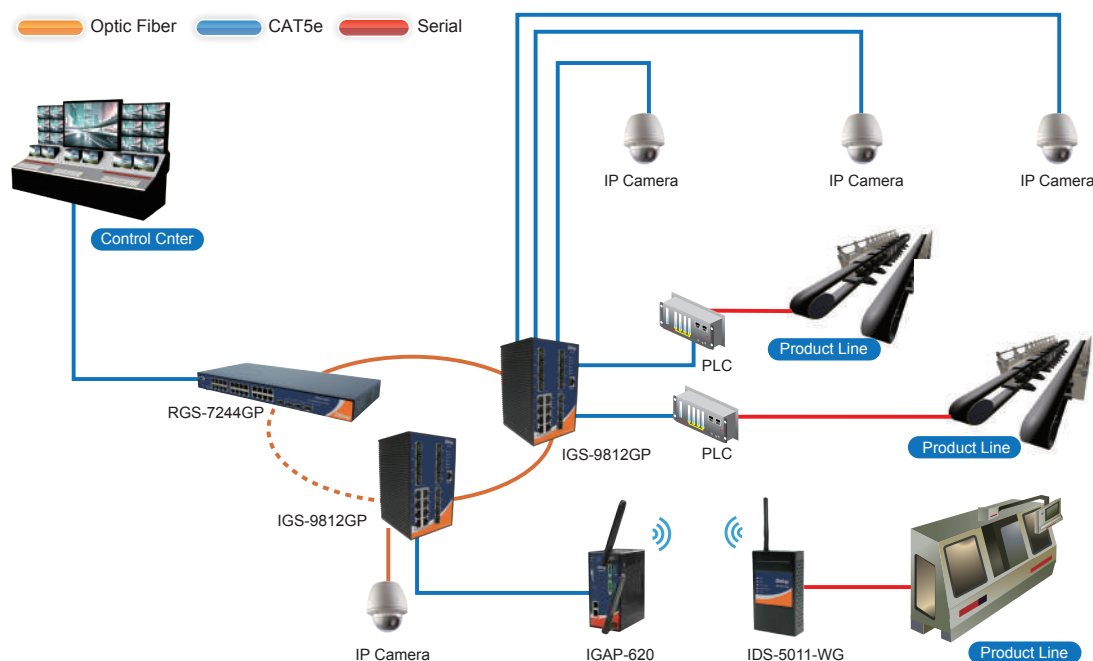 Optic Fiber
CAT5e
Serial
IP Camera
IP Camera
IP Camera
Control Cnter
PLC
Product Line
RGS-7244GP
PLC
IGS-9812GP
Product Line
IGS-9812GP
IP Camera
IGAP-620
IDS-5011-WG
Product Line